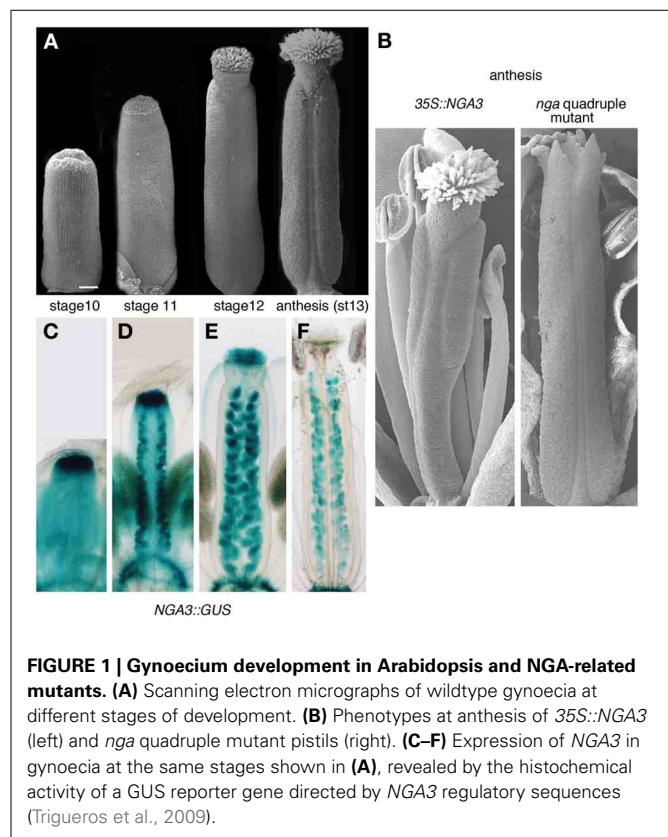 A
B
anthesis
35S::NGA3
nga quadruple
mutant
stage10
stage 11
stage12
anthesis (st13)
C
D
E
F
NGA3::GUS
FIGURE 1 | Gynoecium development in Arabidopsis and NGA-related
mutants. (A) Scanning electron micrographs of wildtype gynoecia at
different stages of development. (B) Phenotypes at anthesis of 35S::NGA3
(left) and nga quadruple mutant pistils (right). (C–F) Expression of NGA3 in
gynoecia at the same stages shown in (A), revealed by the histochemical
activity of a GUS reporter gene directed by NGA3 regulatory sequences
(Trigueros et al., 2009).